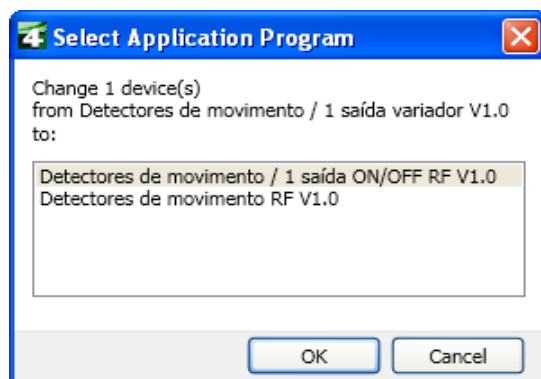 4 Select Application Program
Change 1 device(s)
from Detectores de movimento / 1 saída variador V1.0
to:
Detectores de movimento / 1 saída ON/OFF RF V1.0
Detectores de movimento RF V1.0
OK Cancel